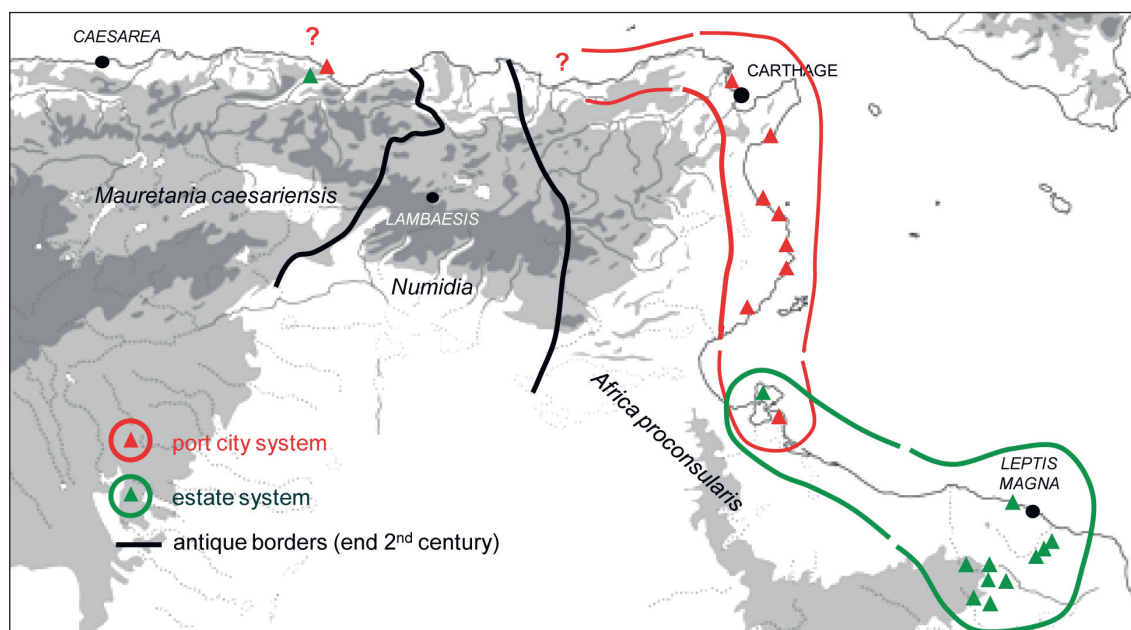 CAESAREA
?
?
CARTHAGE
Mauretania caesariensis
LAMBAESIS
Numidia
Africa proconsularis
LEPTIS
MAGNA
port city system
estate system
antique borders (end 2nd century)